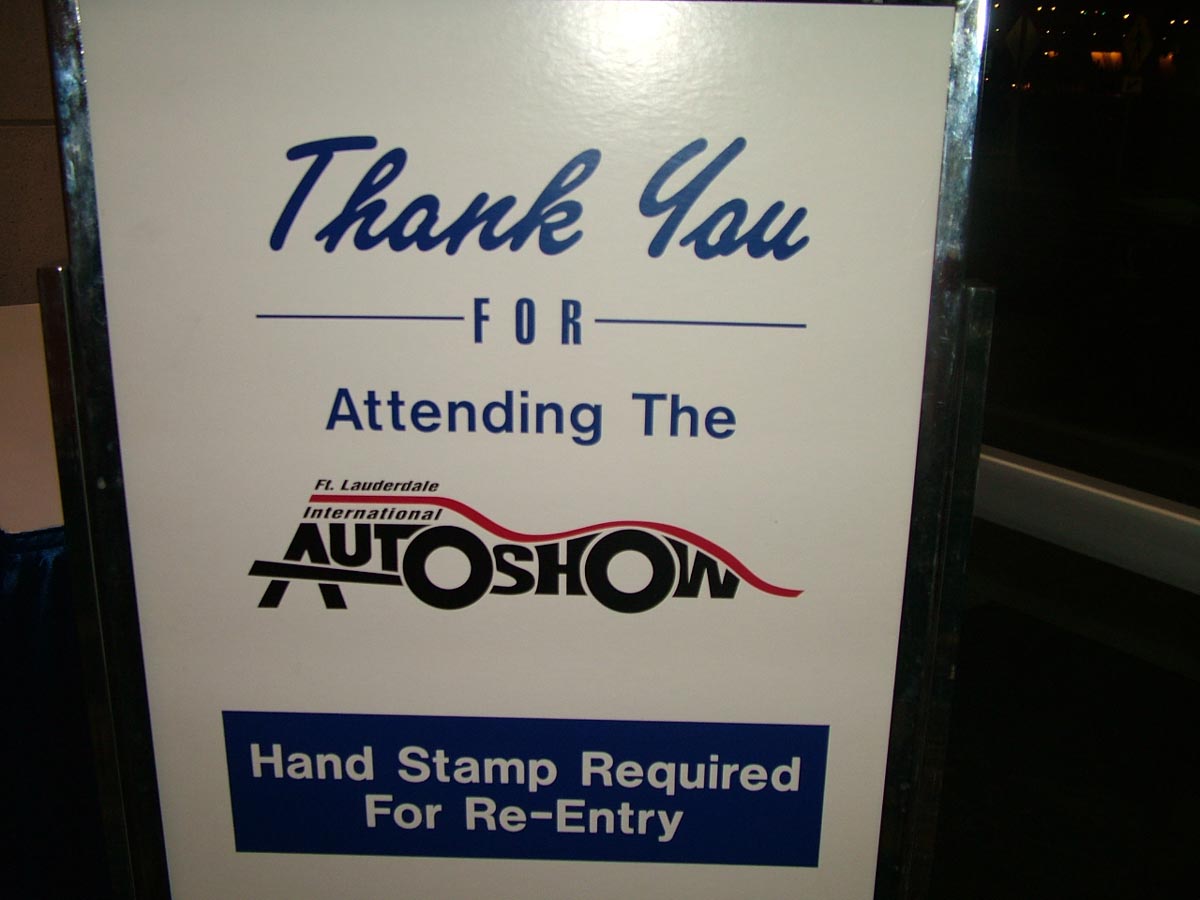 Thank You
FOR
Attending The
Ft. Lauderdale
International
AUTOSHOW
Hand Stamp Required
For Re-Entry